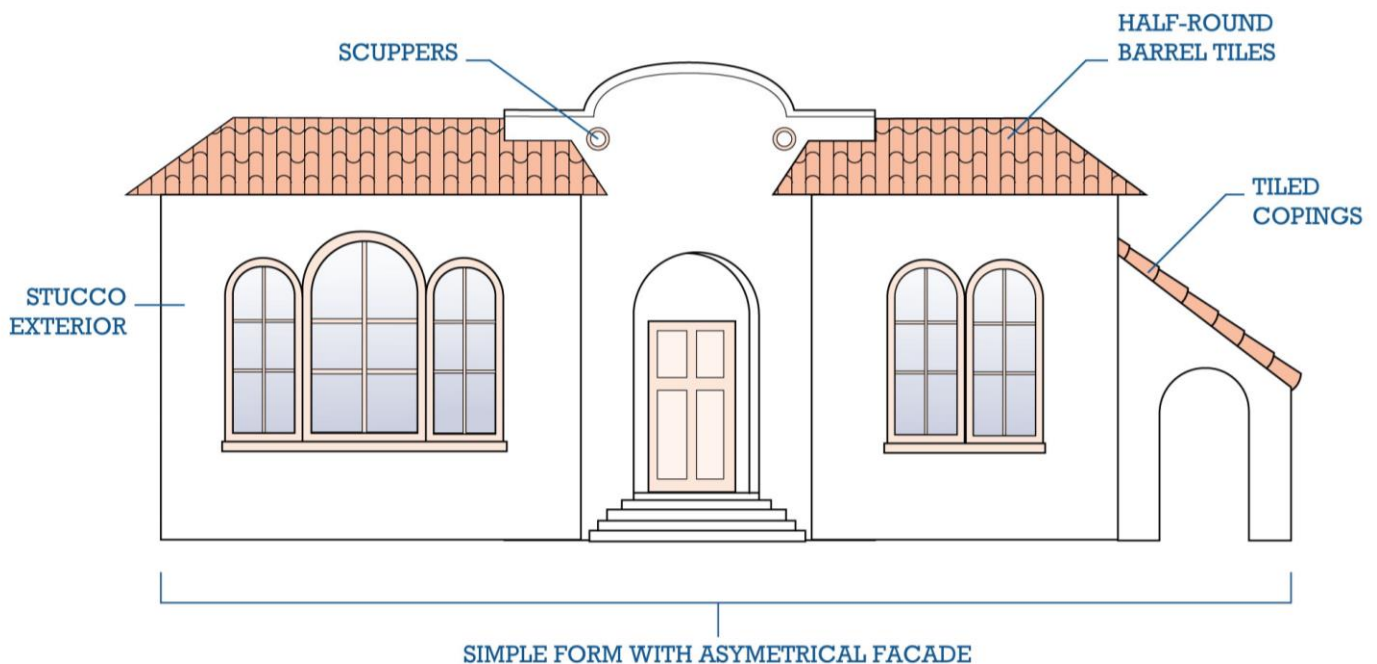 SCUPPERS
HALF-ROUND
BARREL TILES
TILED
COPINGS
STUCCO
EXTERIOR
SIMPLE FORM WITH ASYMETRICAL FACADE